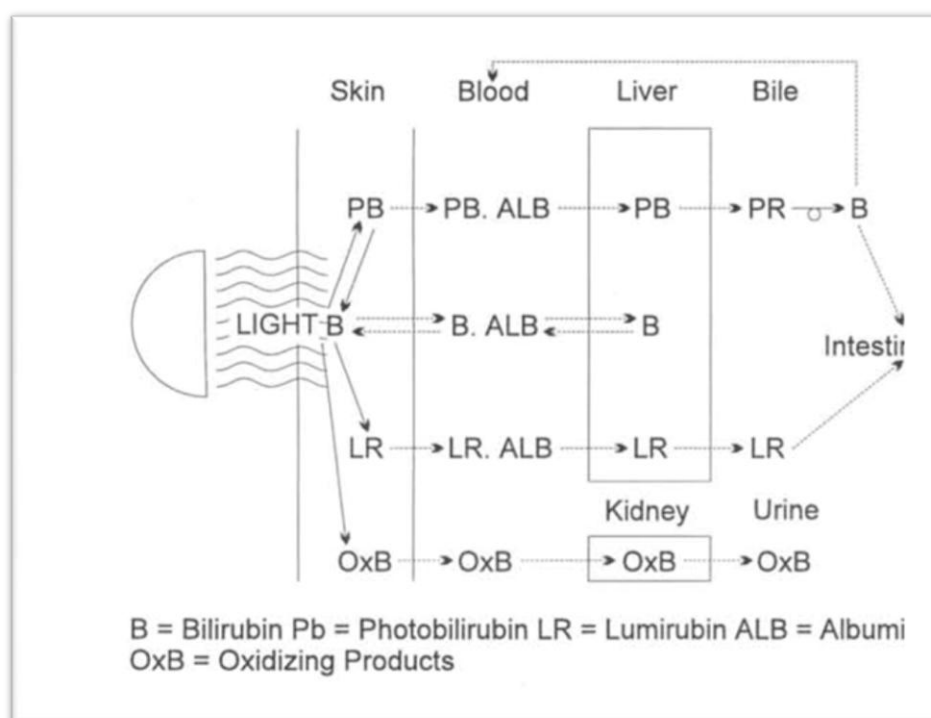 Skin Blood Liver Bile
PB PB. ALB PB PR B
LIGHT B B. ALB B
Intestin
LR LR. ALB LR LR
Kidney Urine
OxB OxB OxB OxB
B = Bilirubin Pb = Photobilirubin LR = Lumirubin ALB = Albumi
OxB = Oxidizing Products